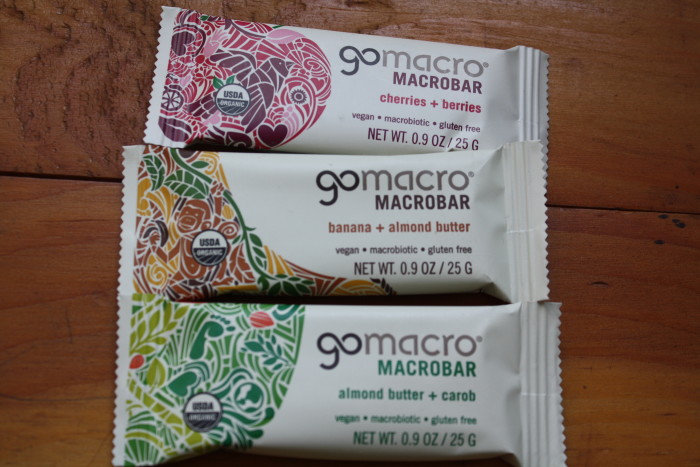 gomacro®
MACROBAR
cherries + berries
USDA
ORGANIC
vegan • macrobiotic • gluten free
NET WT. 0.9 OZ / 25 G
gomacro®
MACROBAR
banana + almond butter
USDA
ORGANIC
vegan • macrobiotic • gluten free
NET WT. 0.9 OZ / 25 G
gomacro®
MACROBAR
almond butter + carob
USDA
ORGANIC
vegan • macrobiotic • gluten free
NET WT. 0.9 OZ / 25 G